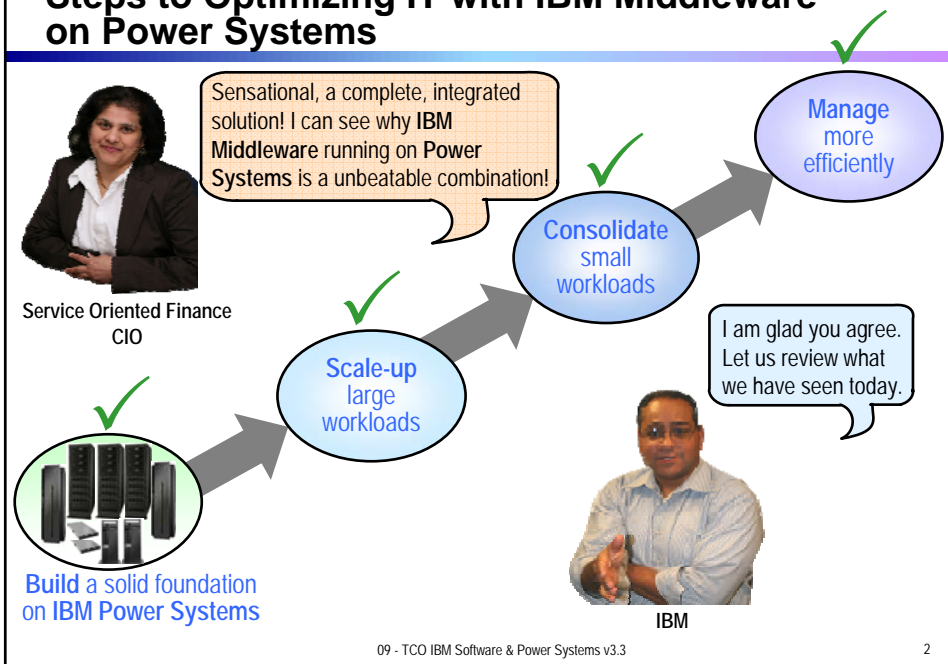 Steps to Optimizing IT with IBM Middleware
on Power Systems
Sensational, a complete, integrated
solution! I can see why IBM
Middleware running on Power
Systems is a unbeatable combination!
Manage
more
efficiently
Consolidate
small
workloads
Service Oriented Finance
CIO
I am glad you agree.
Let us review what
we have seen today.
Scale-up
large
workloads
Build a solid foundation
on IBM Power Systems
IBM
09 - TCO IBM Software & Power Systems v3.3
2